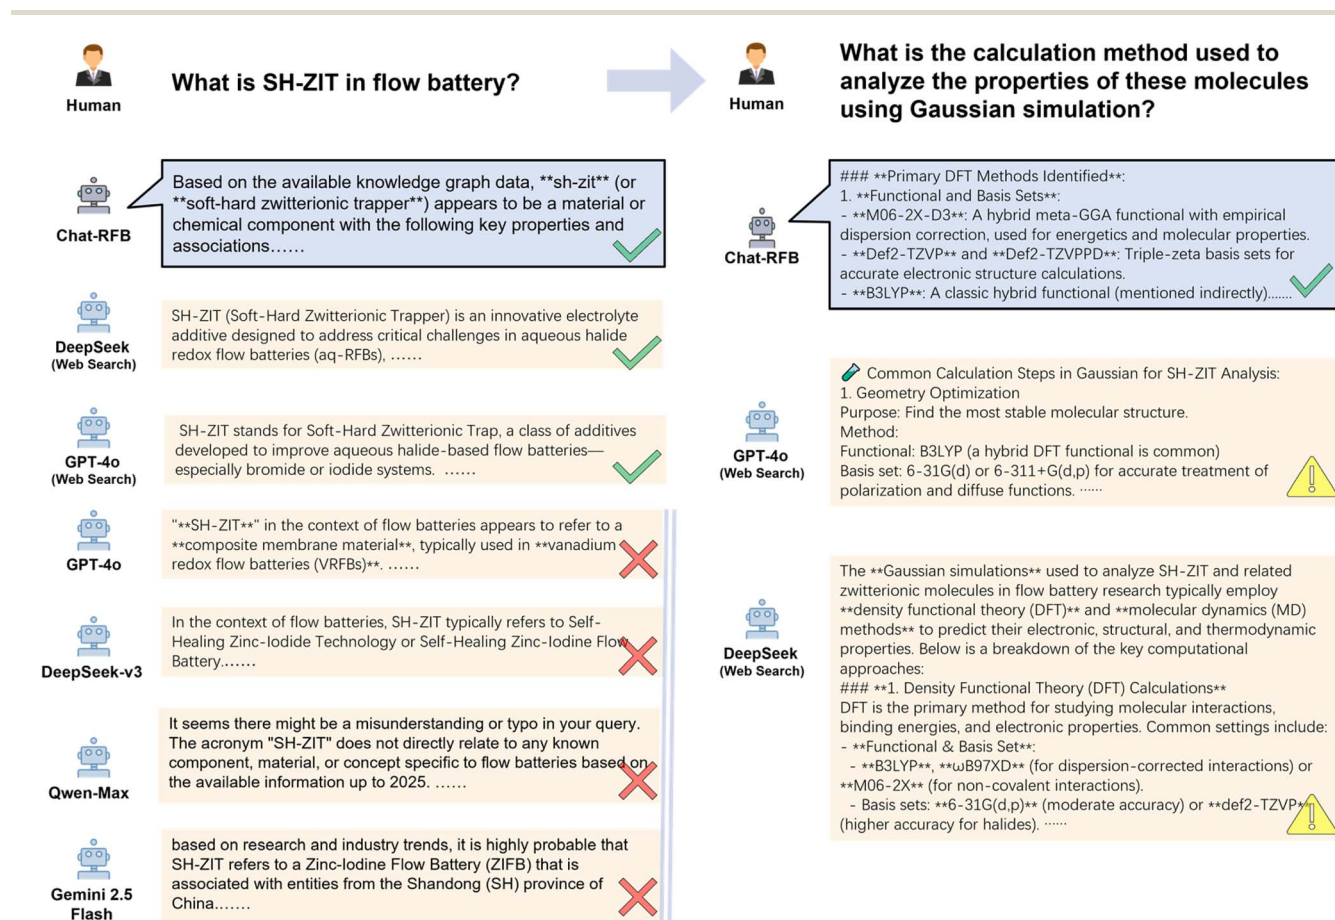 What is SH-ZIT in flow battery?
Human
Based on the available knowledge graph data, **sh-zit** (or
**soft-hard zwitterionic trapper**) appears to be a material or
chemical component with the following key properties and
associations......
Chat-RFB
SH-ZIT (Soft-Hard Zwitterionic Trapper) is an innovative electrolyte
additive designed to address critical challenges in aqueous halide
redox flow batteries (aq-RFBs), ......
DeepSeek
(Web Search)
SH-ZIT stands for Soft-Hard Zwitterionic Trap, a class of additives
developed to improve aqueous halide-based flow batteries—
especially bromide or iodide systems. ......
GPT-4o
(Web Search)
"**SH-ZIT**" in the context of flow batteries appears to refer to a
**composite membrane material**, typically used in **vanadium
redox flow batteries (VRFBs)**. ......
GPT-4o
In the context of flow batteries, SH-ZIT typically refers to Self-
Healing Zinc-Iodide Technology or Self-Healing Zinc-Iodine Flow
Battery......
DeepSeek-v3
It seems there might be a misunderstanding or typo in your query.
The acronym "SH-ZIT" does not directly relate to any known
component, material, or concept specific to flow batteries based on
the available information up to 2025. ......
Qwen-Max
based on research and industry trends, it is highly probable that
SH-ZIT refers to a Zinc-Iodine Flow Battery (ZIFB) that is
associated with entities from the Shandong (SH) province of
China.......
Gemini 2.5
Flash
What is the calculation method used to
analyze the properties of these molecules
using Gaussian simulation?
Human
### **Primary DFT Methods Identified**:
1. **Functional and Basis Sets**:
- **M06-2X-D3**: A hybrid meta-GGA functional with empirical
dispersion correction, used for energetics and molecular properties.
- **Def2-TZVP** and **Def2-TZVPPD**: Triple-zeta basis sets for
accurate electronic structure calculations.
- **B3LYP**: A classic hybrid functional (mentioned indirectly)......
Chat-RFB
Common Calculation Steps in Gaussian for SH-ZIT Analysis:
1. Geometry Optimization
Purpose: Find the most stable molecular structure.
Method:
Functional: B3LYP (a hybrid DFT functional is common)
Basis set: 6-31G(d) or 6-311+G(d,p) for accurate treatment of
polarization and diffuse functions. ······
GPT-4o
(Web Search)
The **Gaussian simulations** used to analyze SH-ZIT and related
zwitterionic molecules in flow battery research typically employ
**density functional theory (DFT)** and **molecular dynamics (MD)
methods** to predict their electronic, structural, and thermodynamic
properties. Below is a breakdown of the key computational
approaches:
### **1. Density Functional Theory (DFT) Calculations**
DFT is the primary method for studying molecular interactions,
binding energies, and electronic properties. Common settings include:
- **Functional & Basis Set**:
- **B3LYP**, **ωB97XD** (for dispersion-corrected interactions) or
**M06-2X** (for non-covalent interactions).
- Basis sets: **6-31G(d,p)** (moderate accuracy) or **def2-TZVP**
(higher accuracy for halides). ······
DeepSeek
(Web Search)